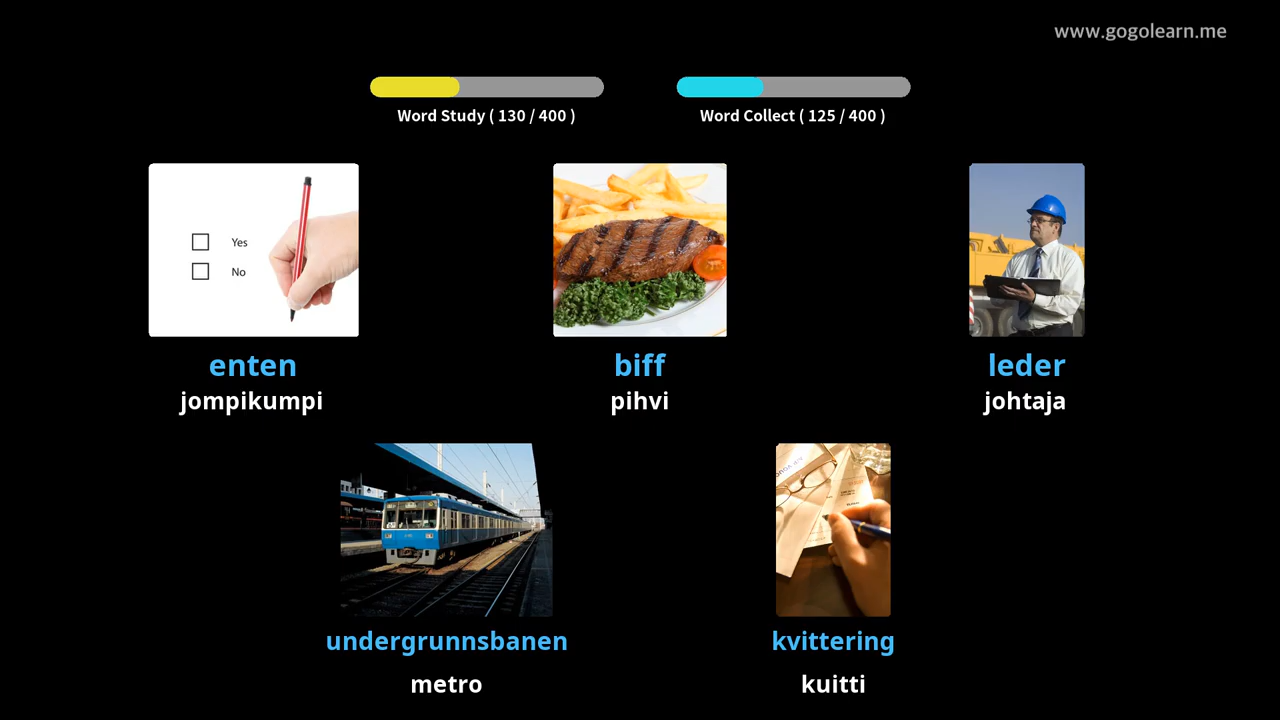 www.gogolearn.me
Word Study ( 130 / 400 )
Word Collect ( 125 / 400 )
Yes
No
enten
jompikumpi
biff
pihvi
leder
johtaja
undergrunnsbanen
metro
kvittering
kuitti